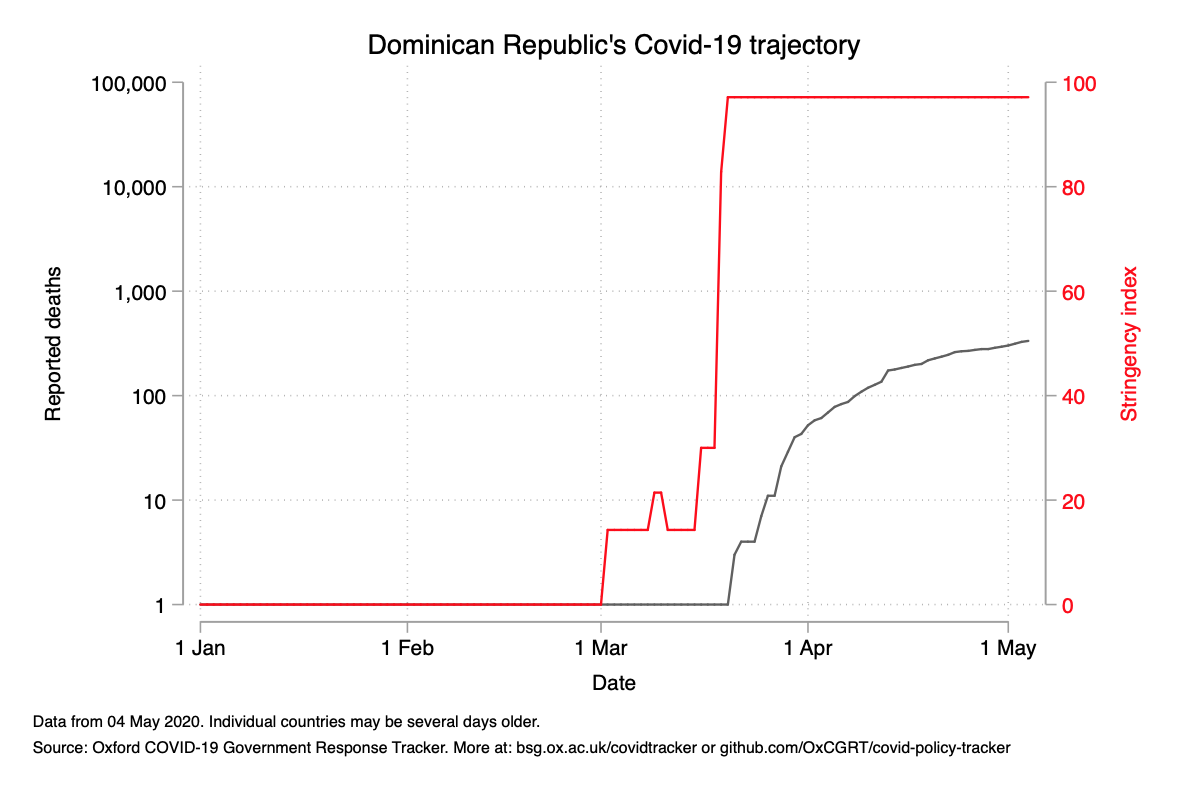 Dominican Republic's Covid-19 trajectory
100,000
10,000
1,000
100
10
1
Reported deaths
100
80
60
40
20
0
Stringency index
1 Jan
1 Feb
1 Mar
1 Apr
1 May
Date
Data from 04 May 2020. Individual countries may be several days older.
Source: Oxford COVID-19 Government Response Tracker. More at: bsg.ox.ac.uk/covidtracker or github.com/OxCGRT/covid-policy-tracker